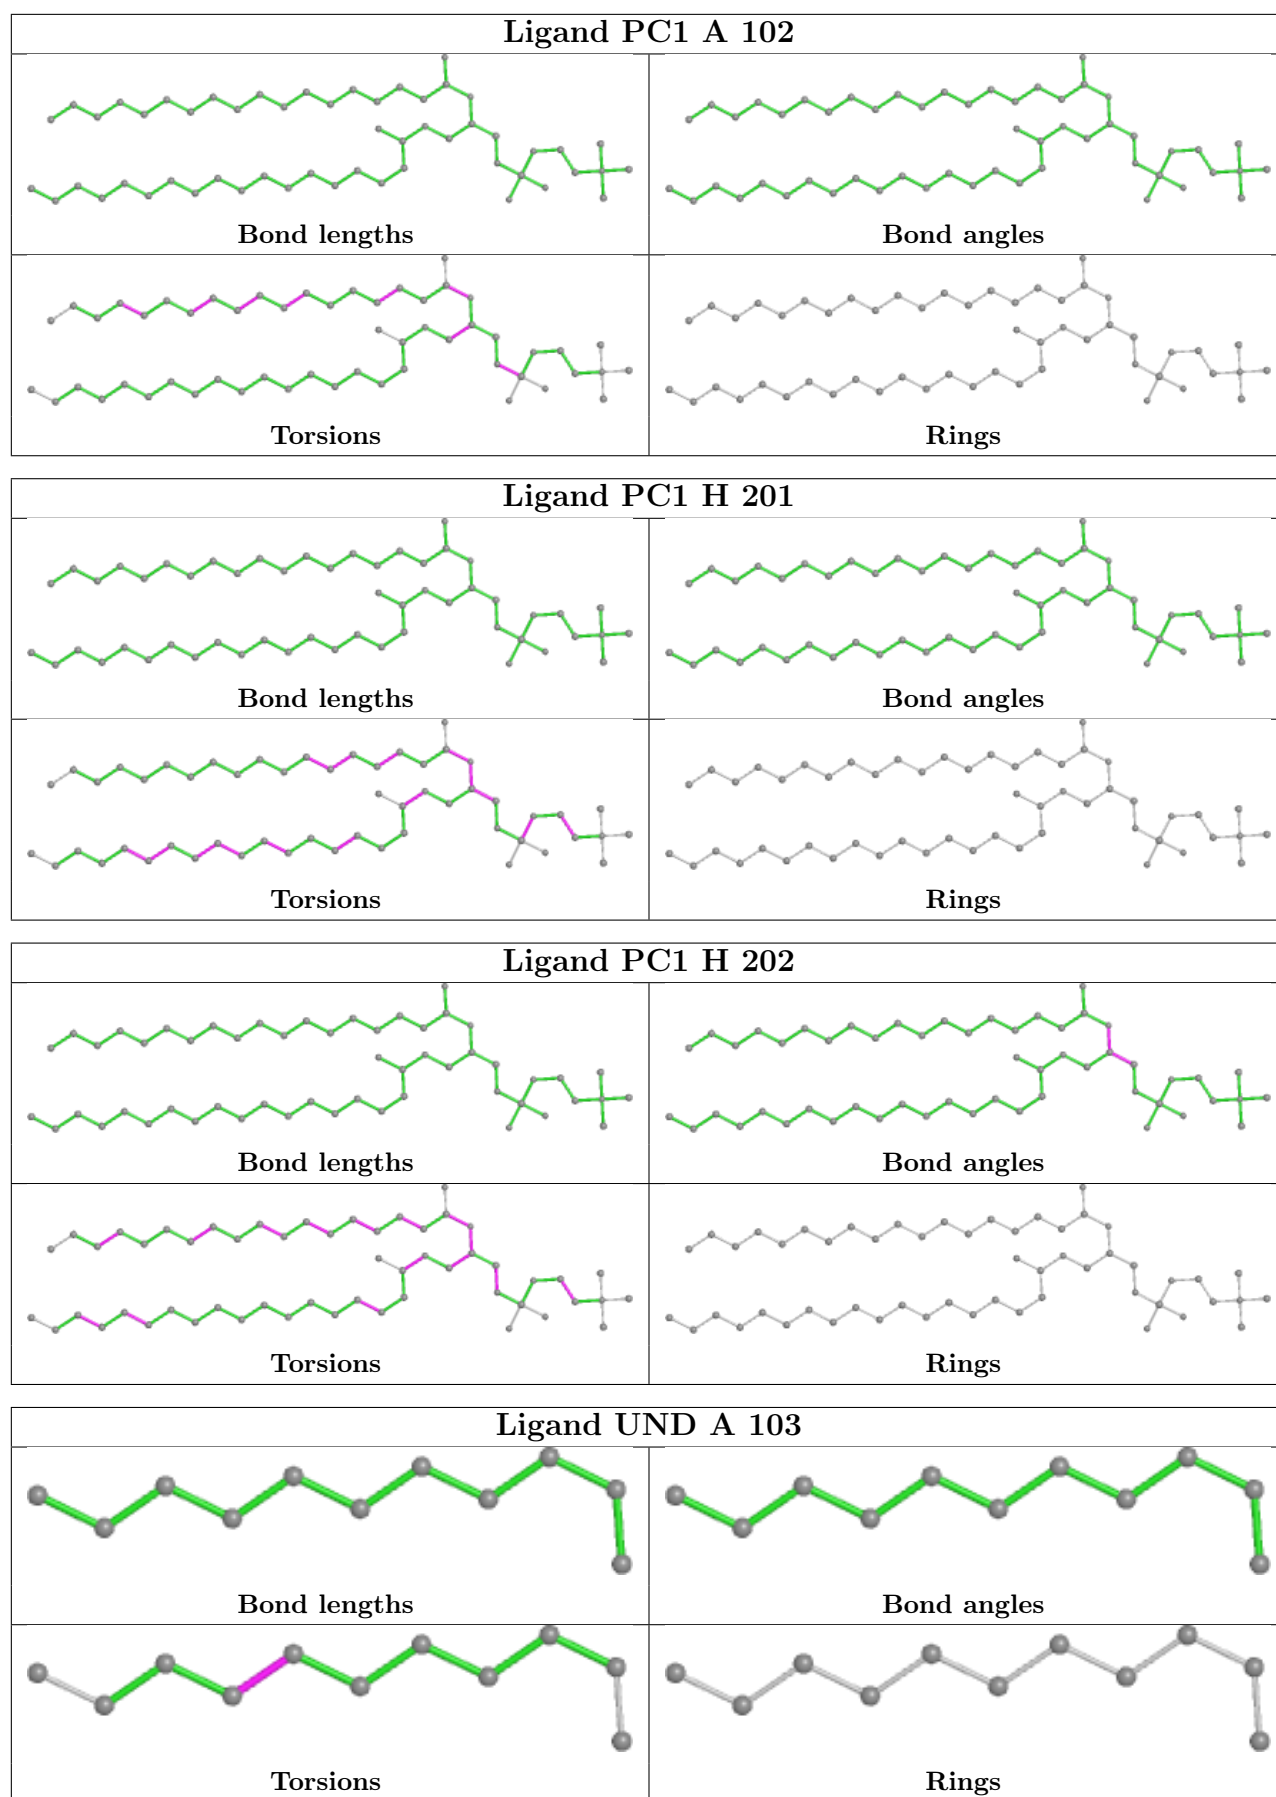 Ligand PC1 A 102
Bond lengths
Bond angles
Torsions
Rings
Ligand PC1 H 201
Bond lengths
Bond angles
Torsions
Rings
Ligand PC1 H 202
Bond lengths
Bond angles
Torsions
Rings
Ligand UND A 103
Bond lengths
Bond angles
Torsions
Rings